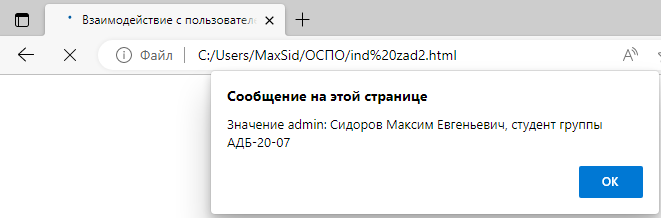 Взаимодействие с пользователе
Файл
C:/Users/MaxSid/ОСПО/ind%20zad2.html
Сообщение на этой странице
Значение admin: Сидоров Максим Евгеньевич, студент группы
АДБ-20-07
ОК